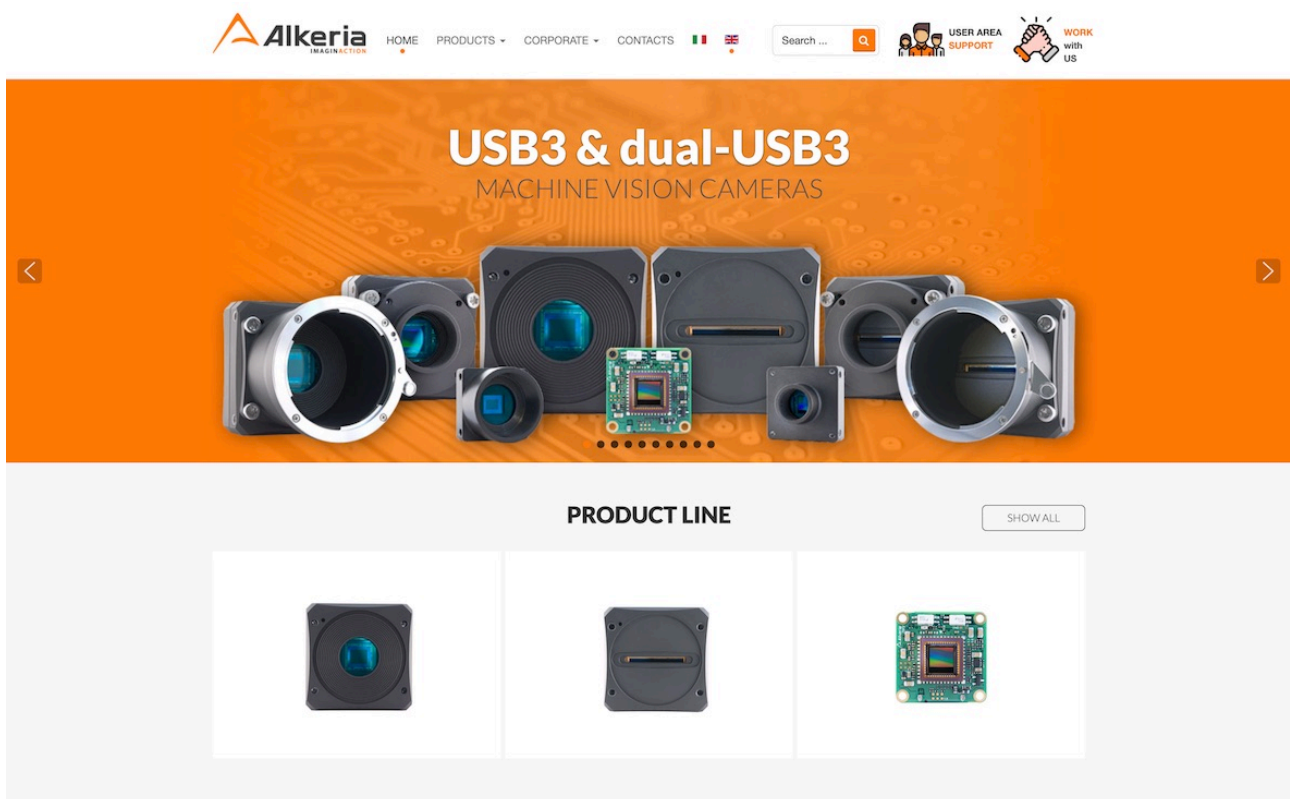 Alkeria
IMAGINACTION
HOME
PRODUCTS
CORPORATE
CONTACTS
Search ...
USER AREA
SUPPORT
WORK
with
US
USB3 & dual-USB3
MACHINE VISION CAMERAS
PRODUCT LINE
SHOW ALL